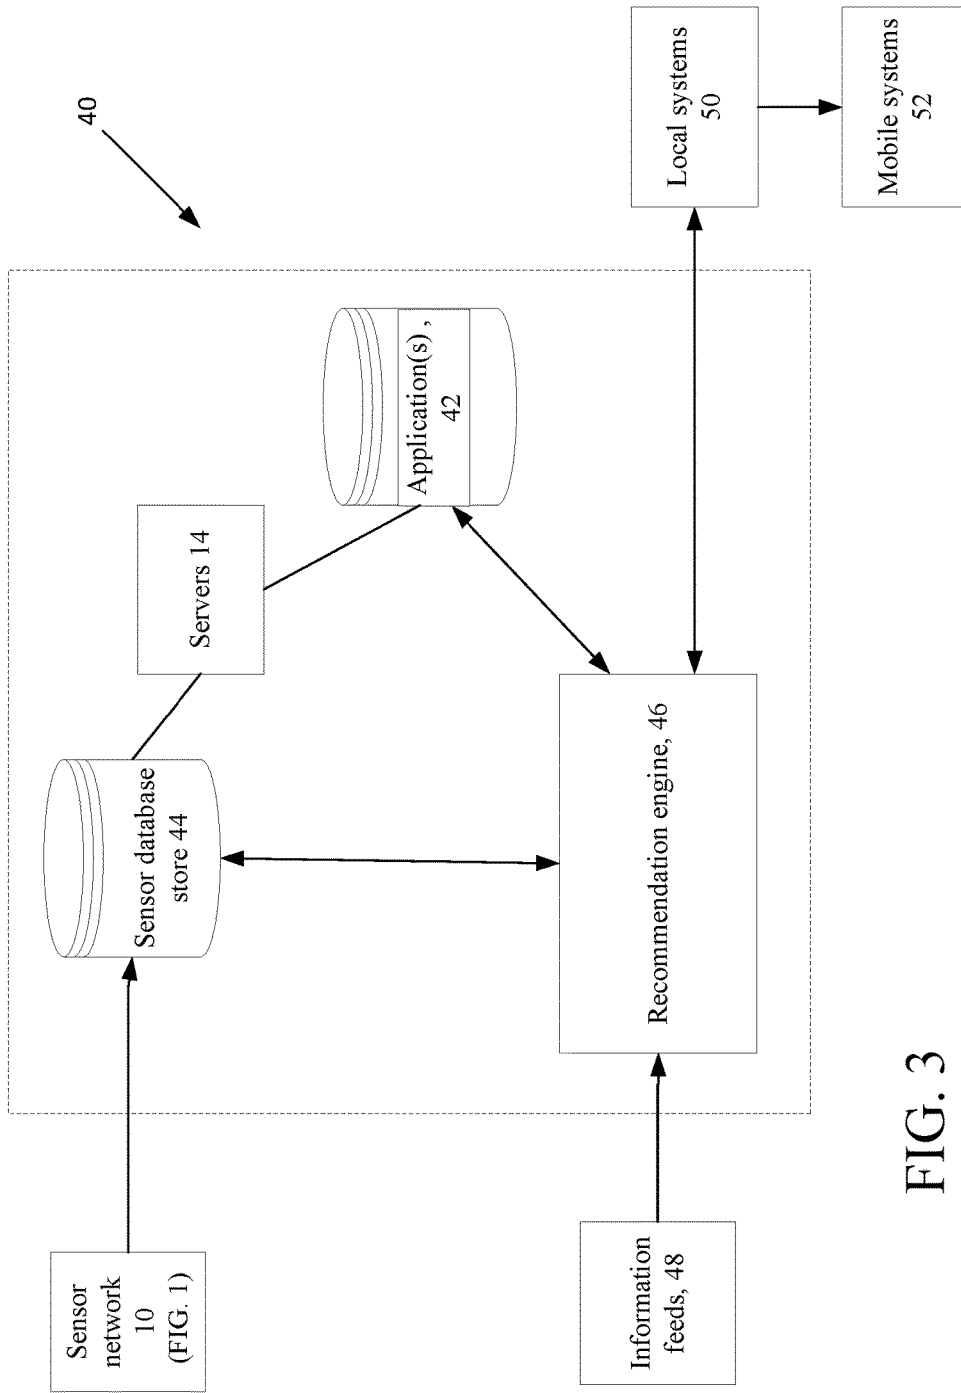 40
Sensor
network
10
(FIG. 1)
Sensor database
store 44
Servers 14
Application(s) ,
42
Information
feeds, 48
Recommendation engine, 46
Local systems
50
Mobile systems
52
FIG. 3